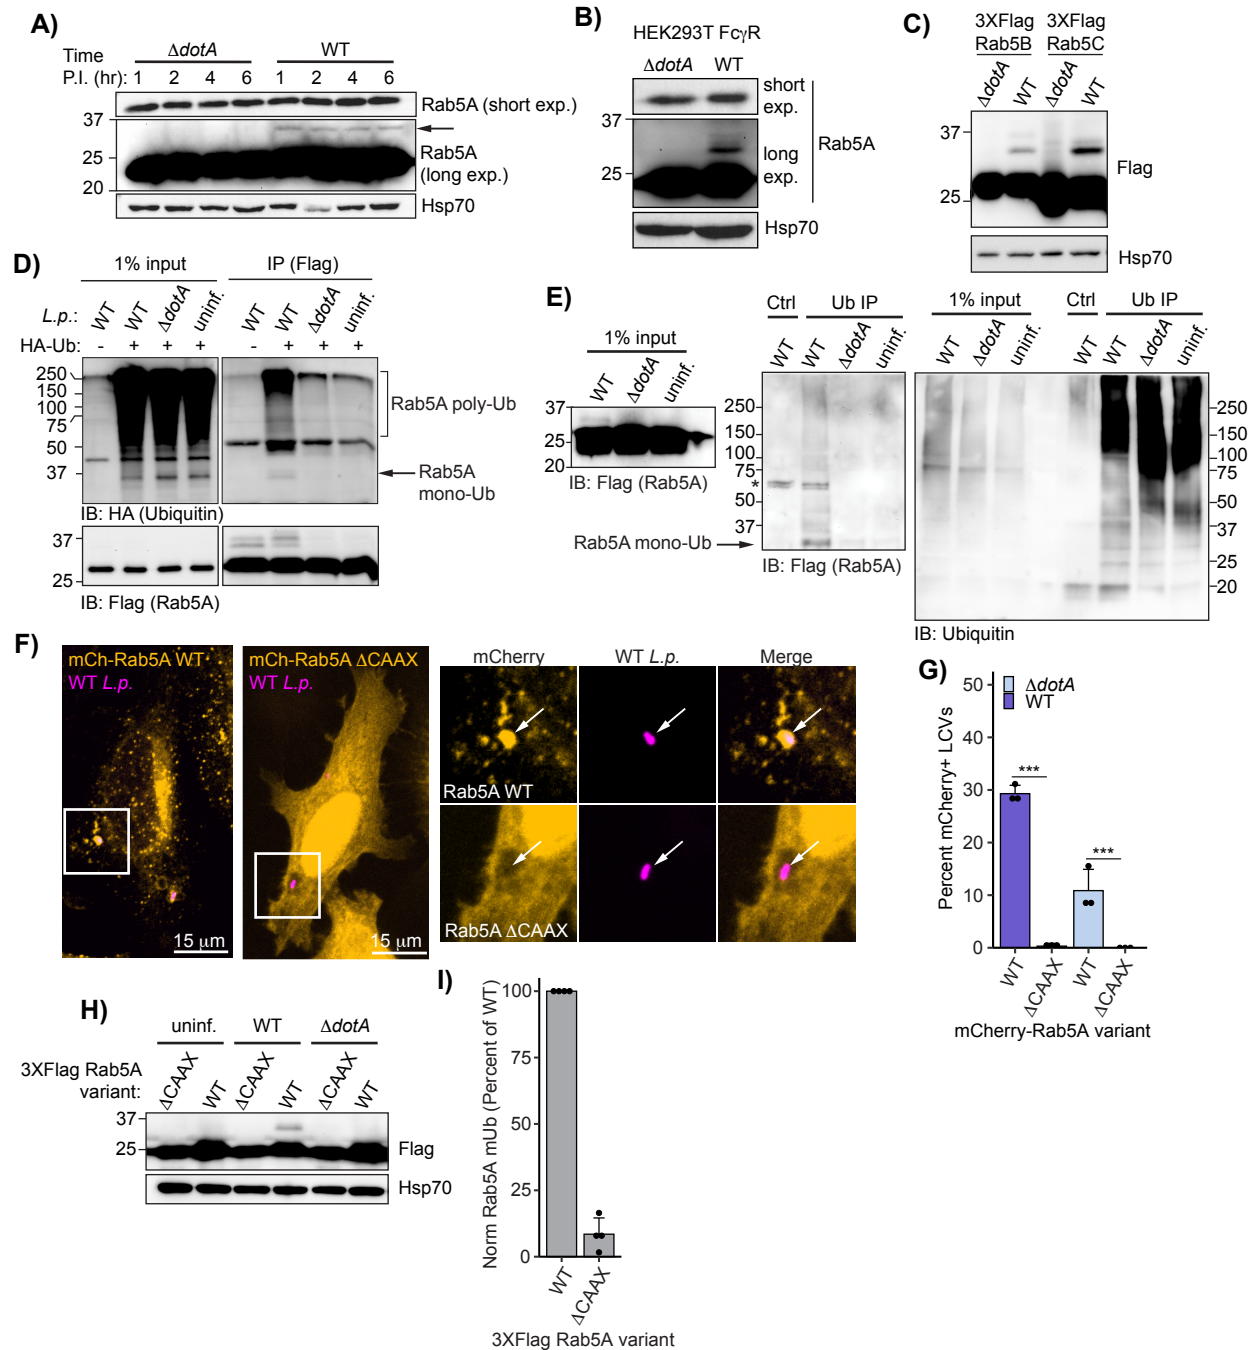 A)
Time ΔdotA WT
P.I. (hr): 1 2 4 6 1 2 4 6
Rab5A (short exp.)
37
25
20
Rab5A
(long exp.)
Hsp70
B)
HEK293T FcγR
ΔdotA WT
short
exp.
25
long
exp.
Rab5A
Hsp70
C)
3XFlag 3XFlag
Rab5B Rab5C
ΔdotA WT ΔdotA WT
37
25
Flag
Hsp70
D)
1% input IP (Flag)
L.p.: WT WT ΔdotA uninf. WT WT ΔdotA uninf.
HA-Ub: - + + + - + + +
250
150
100
75
50
37
Rab5A poly-Ub
Rab5A
mono-Ub
IB: HA (Ubiquitin)
37
25
IB: Flag (Rab5A)
E)
1% input
WT ΔdotA uninf.
37
25
20
IB: Flag (Rab5A)
Ctrl Ub IP
WT WT ΔdotA uninf.
250
150
100
75
*
50
37
Rab5A mono-Ub
IB: Flag (Rab5A)
1% input Ctrl Ub IP
WT ΔdotA uninf. WT WT ΔdotA uninf.
250
150
100
75
50
37
25
20
IB: Ubiquitin
F)
mCh-Rab5A WT
WT L.p.
15 μm
mCh-Rab5A ΔCAAX
WT L.p.
15 μm
mCherry WT L.p. Merge
Rab5A WT
Rab5A ΔCAAX
G)
ΔdotA
WT
Percent mCherry+ LCVs
50
40
30
20
10
0
*** ***
WT ΔCAAX WT ΔCAAX
mCherry-Rab5A variant
H)
uninf. WT ΔdotA
3XFlag Rab5A
variant: ΔCAAX WT ΔCAAX WT ΔCAAX WT
37
25
Flag
Hsp70
I)
Norm Rab5A mUb (Percent of WT)
100
75
50
25
0
WT ΔCAAX
3XFlag Rab5A variant